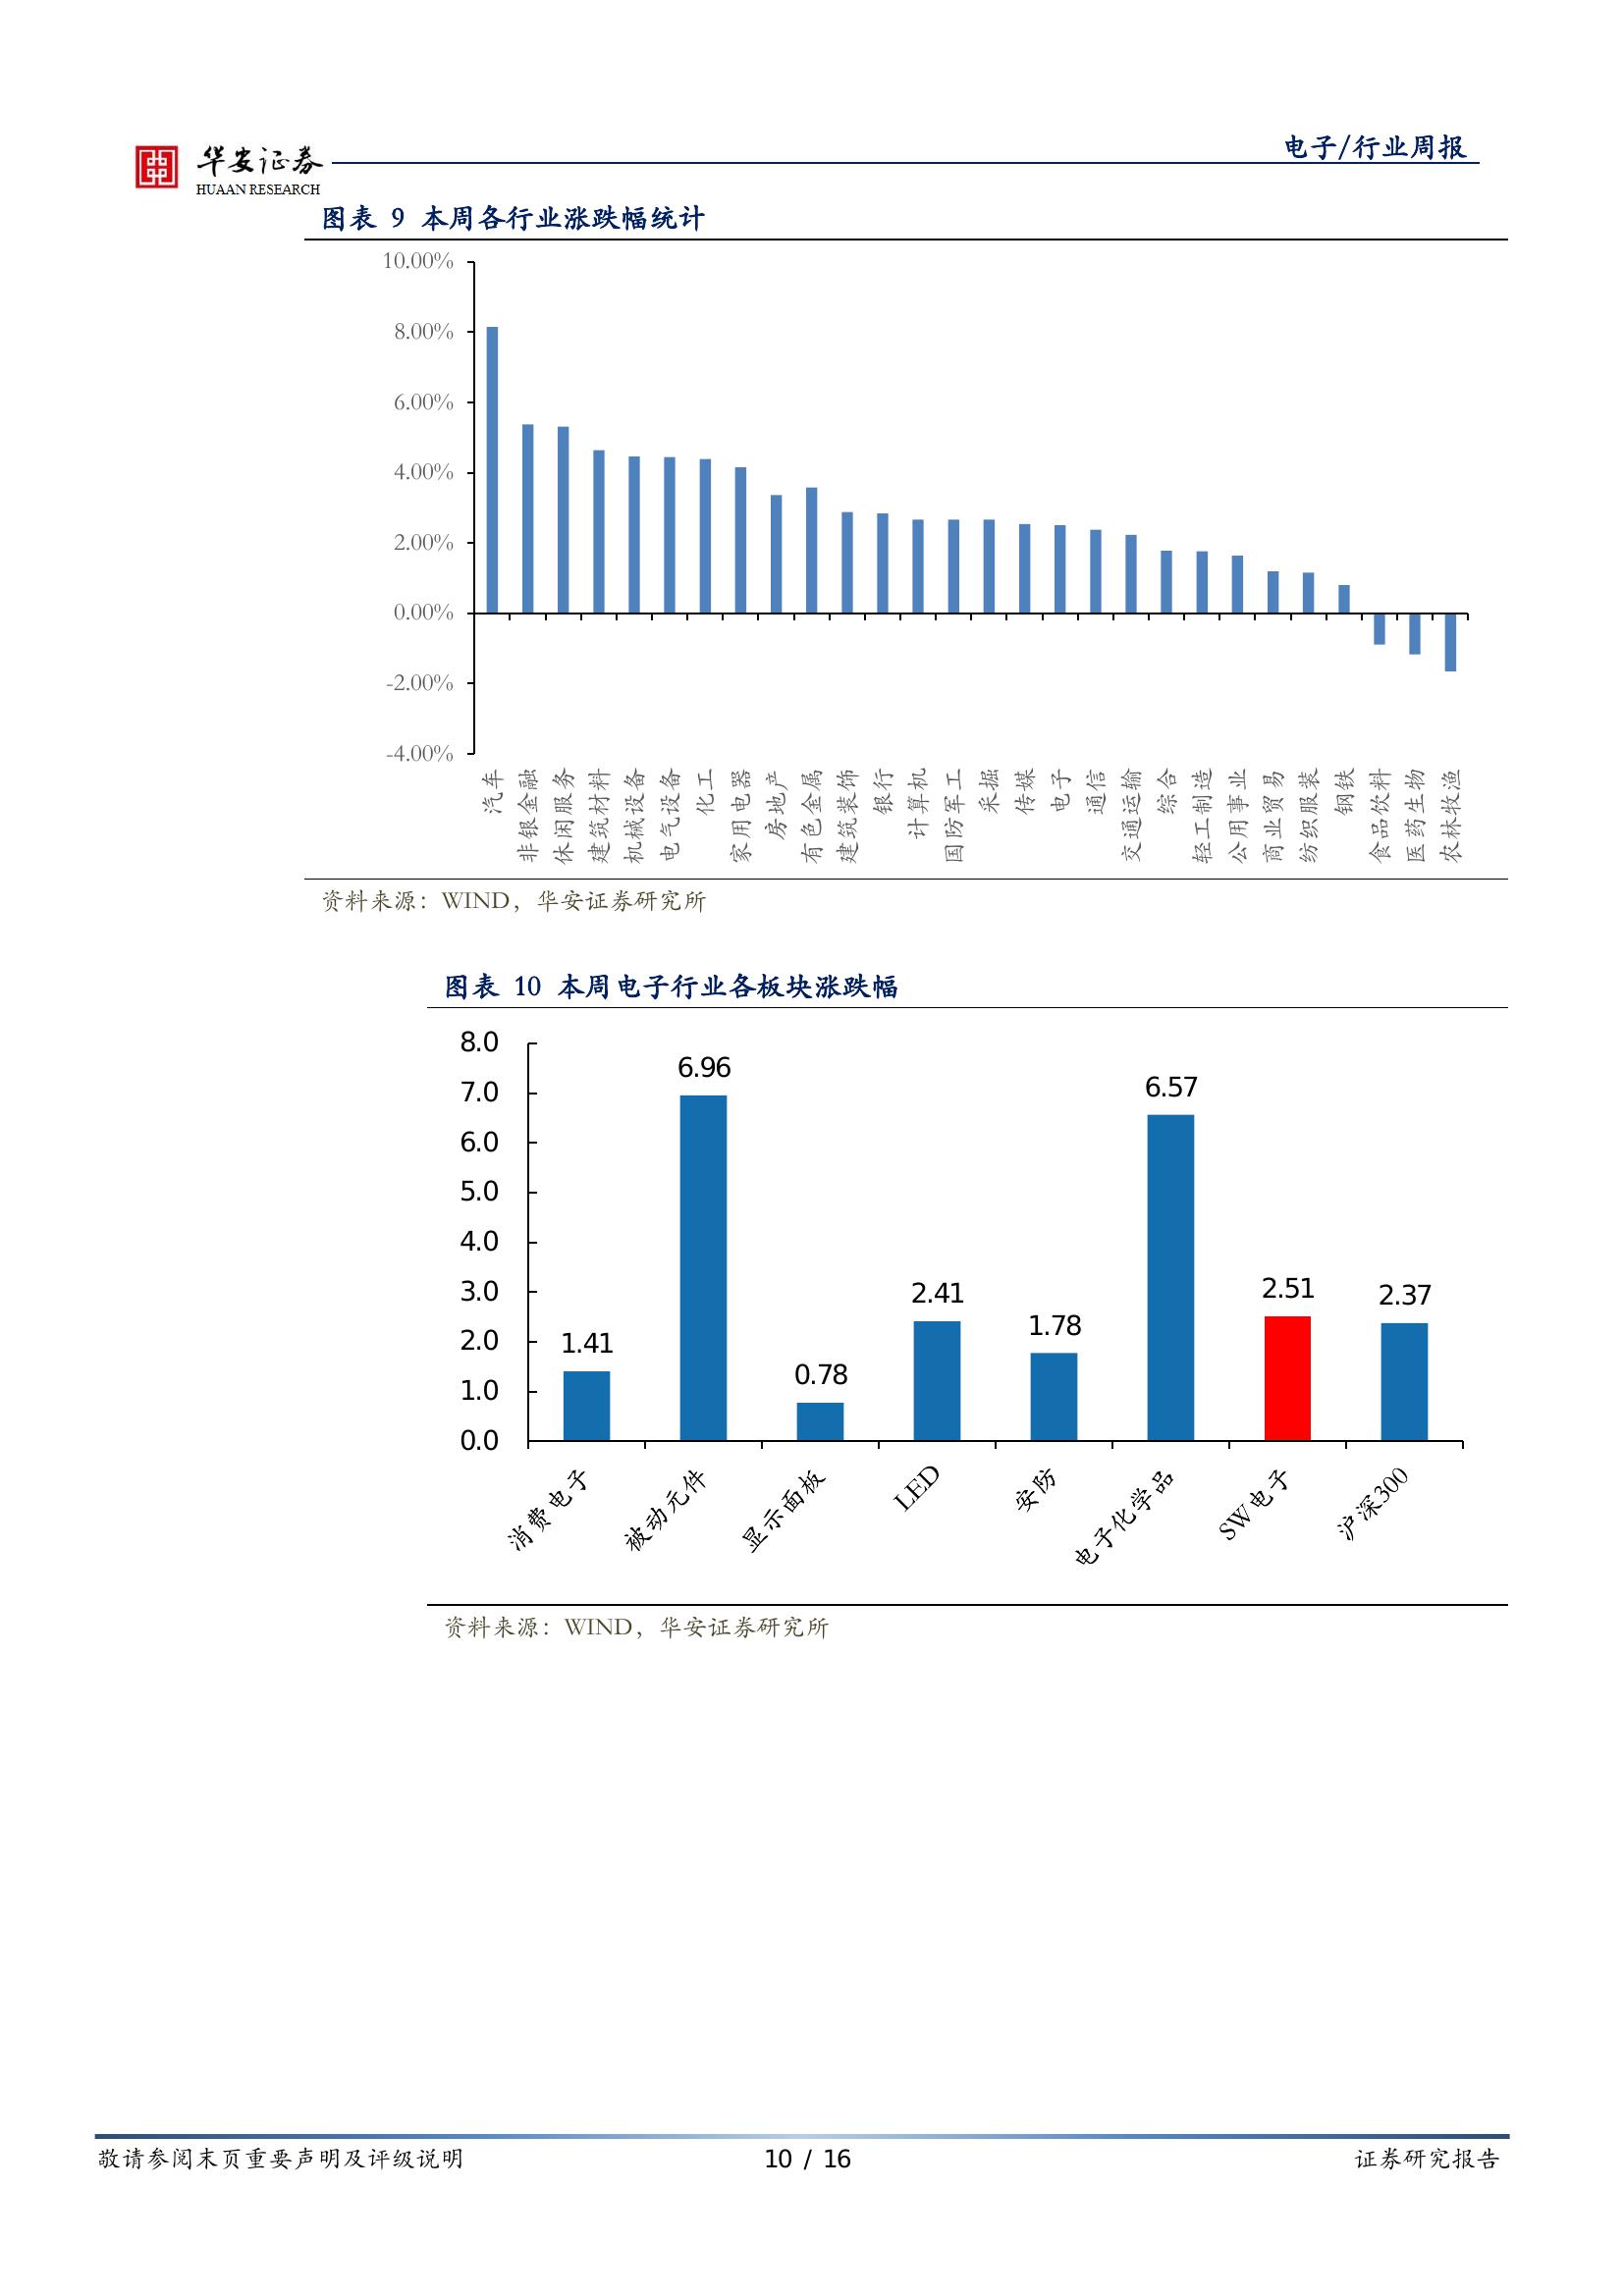 华安证券
HUAAN RESEARCH
电子/行业周报
图表 9 本周各行业涨跌幅统计
10.00%
8.00%
6.00%
4.00%
2.00%
0.00%
-2.00%
-4.00%
汽车
非银金融
休闲服务
建筑材料
机械设备
电气设备
化工
家用电器
房地产
有色金属
建筑装饰
银行
计算机
国防军工
采掘
传媒
电子
通信
交通运输
综合
轻工制造
公用事业
商业贸易
纺织服装
钢铁
食品饮料
医药生物
农林牧渔
资料来源：WIND，华安证券研究所
图表 10 本周电子行业各板块涨跌幅
8.0
7.0
6.0
5.0
4.0
3.0
2.0
1.0
0.0
1.41
6.96
0.78
2.41
1.78
6.57
2.51
2.37
消费电子
被动元件
显示面板
LED
安防
电子化学品
SW电子
沪深300
资料来源：WIND，华安证券研究所
敬请参阅末页重要声明及评级说明
10 / 16
证券研究报告